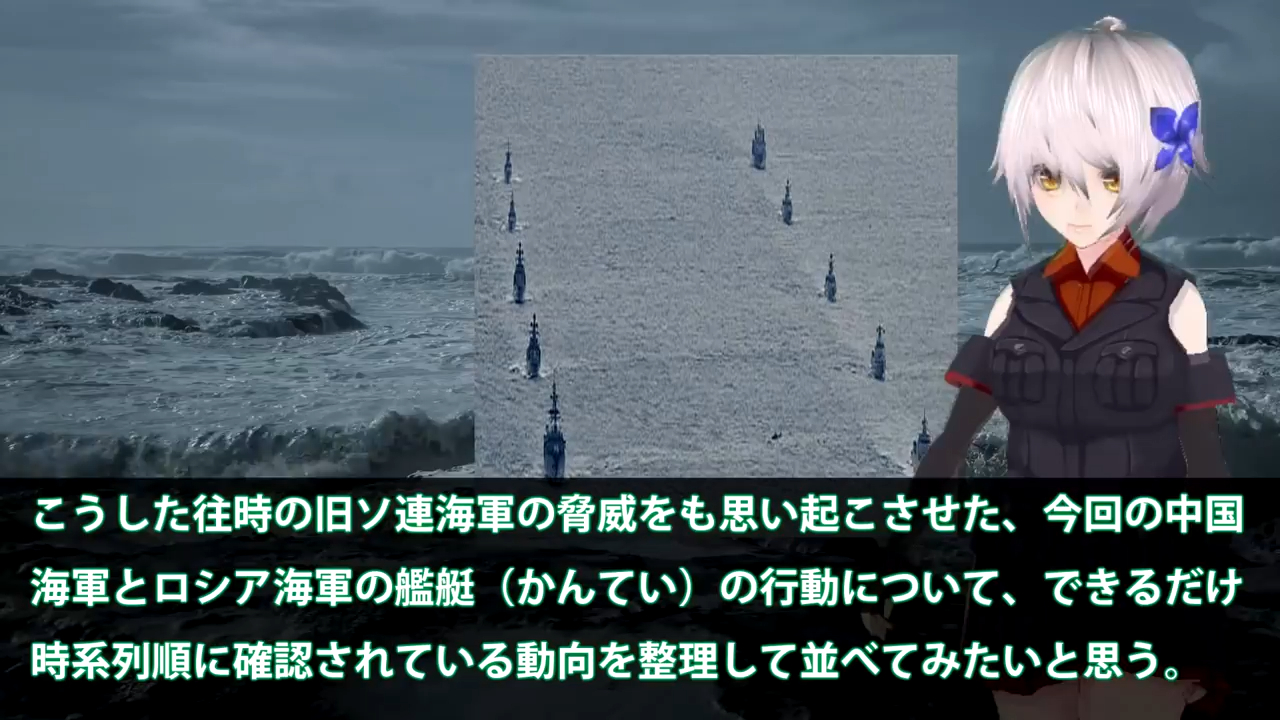 こうした往時の旧ソ連海軍の脅威をも思い起こさせた、今回の中国
海軍とロシア海軍の艦艇（かんてい）の行動について、できるだけ
時系列順に確認されている動向を整理して並べてみたいと思う。